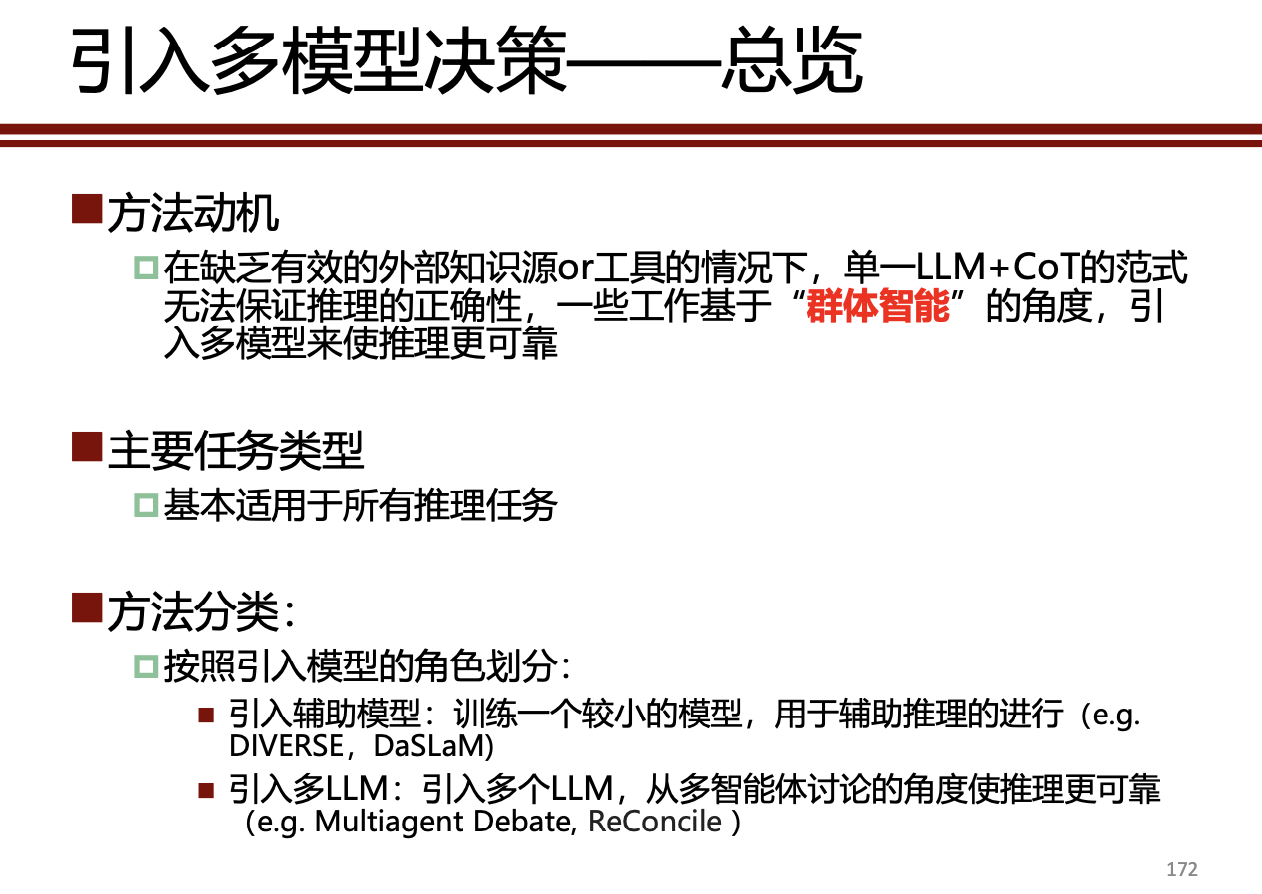 引入多模型决策——总览
方法动机
在缺乏有效的外部知识源or工具的情况下，单一LLM+CoT的范式
无法保证推理的正确性，一些工作基于“群体智能”的角度，引
入多模型来使推理更可靠
主要任务类型
基本适用于所有推理任务
方法分类：
按照引入模型的角色划分：
引入辅助模型：训练一个较小的模型，用于辅助推理的进行（e.g.
DIVERSE，DaSLaM)
引入多LLM：引入多个LLM，从多智能体讨论的角度使推理更可靠
（e.g. Multiagent Debate, ReConcile ）
172